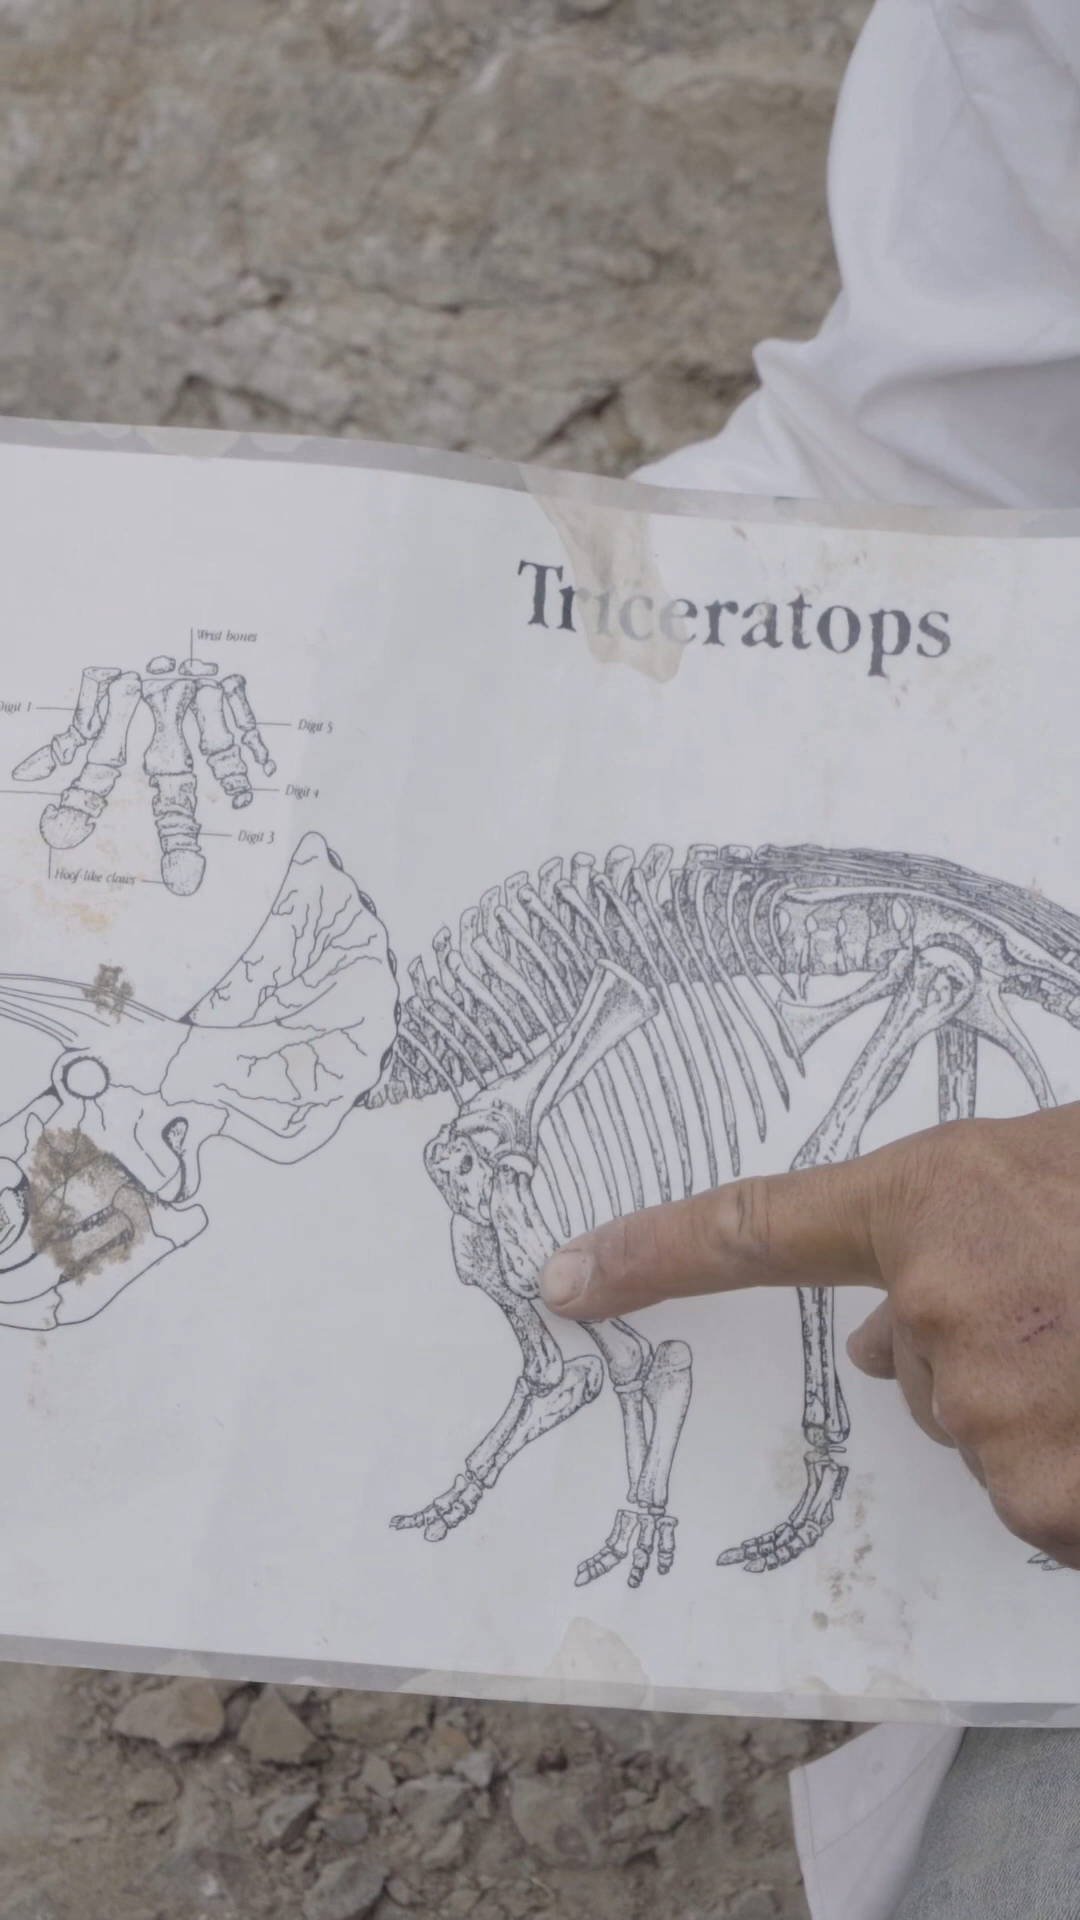 Triceratops
Wrist bones
Digit 1
Digit 5
Digit 4
Digit 3
Hoof-like claws